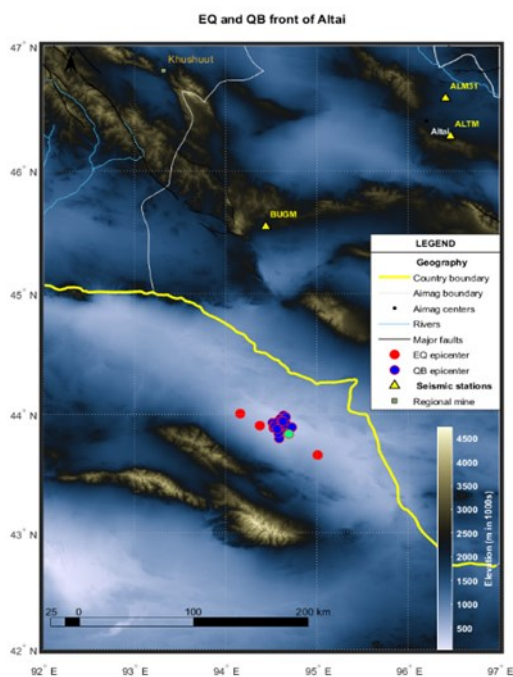 EQ and QB front of Altai
47° N
46° N
45° N
44° N
43° N
42° N
Khushuut
ALM31
ALTM
Altai
BUGM
LEGEND
Geography
Country boundary
Aimag boundary
Aimag centers
Rivers
Major faults
EQ epicenter
QB epicenter
Seismic stations
Regional mine
4500
4000
3500
3000
2500
2000
1500
1000
500
Elevation (m in 1000s)
25 0 100 200 km
92° E 93° E 94° E 95° E 96° E 97° E